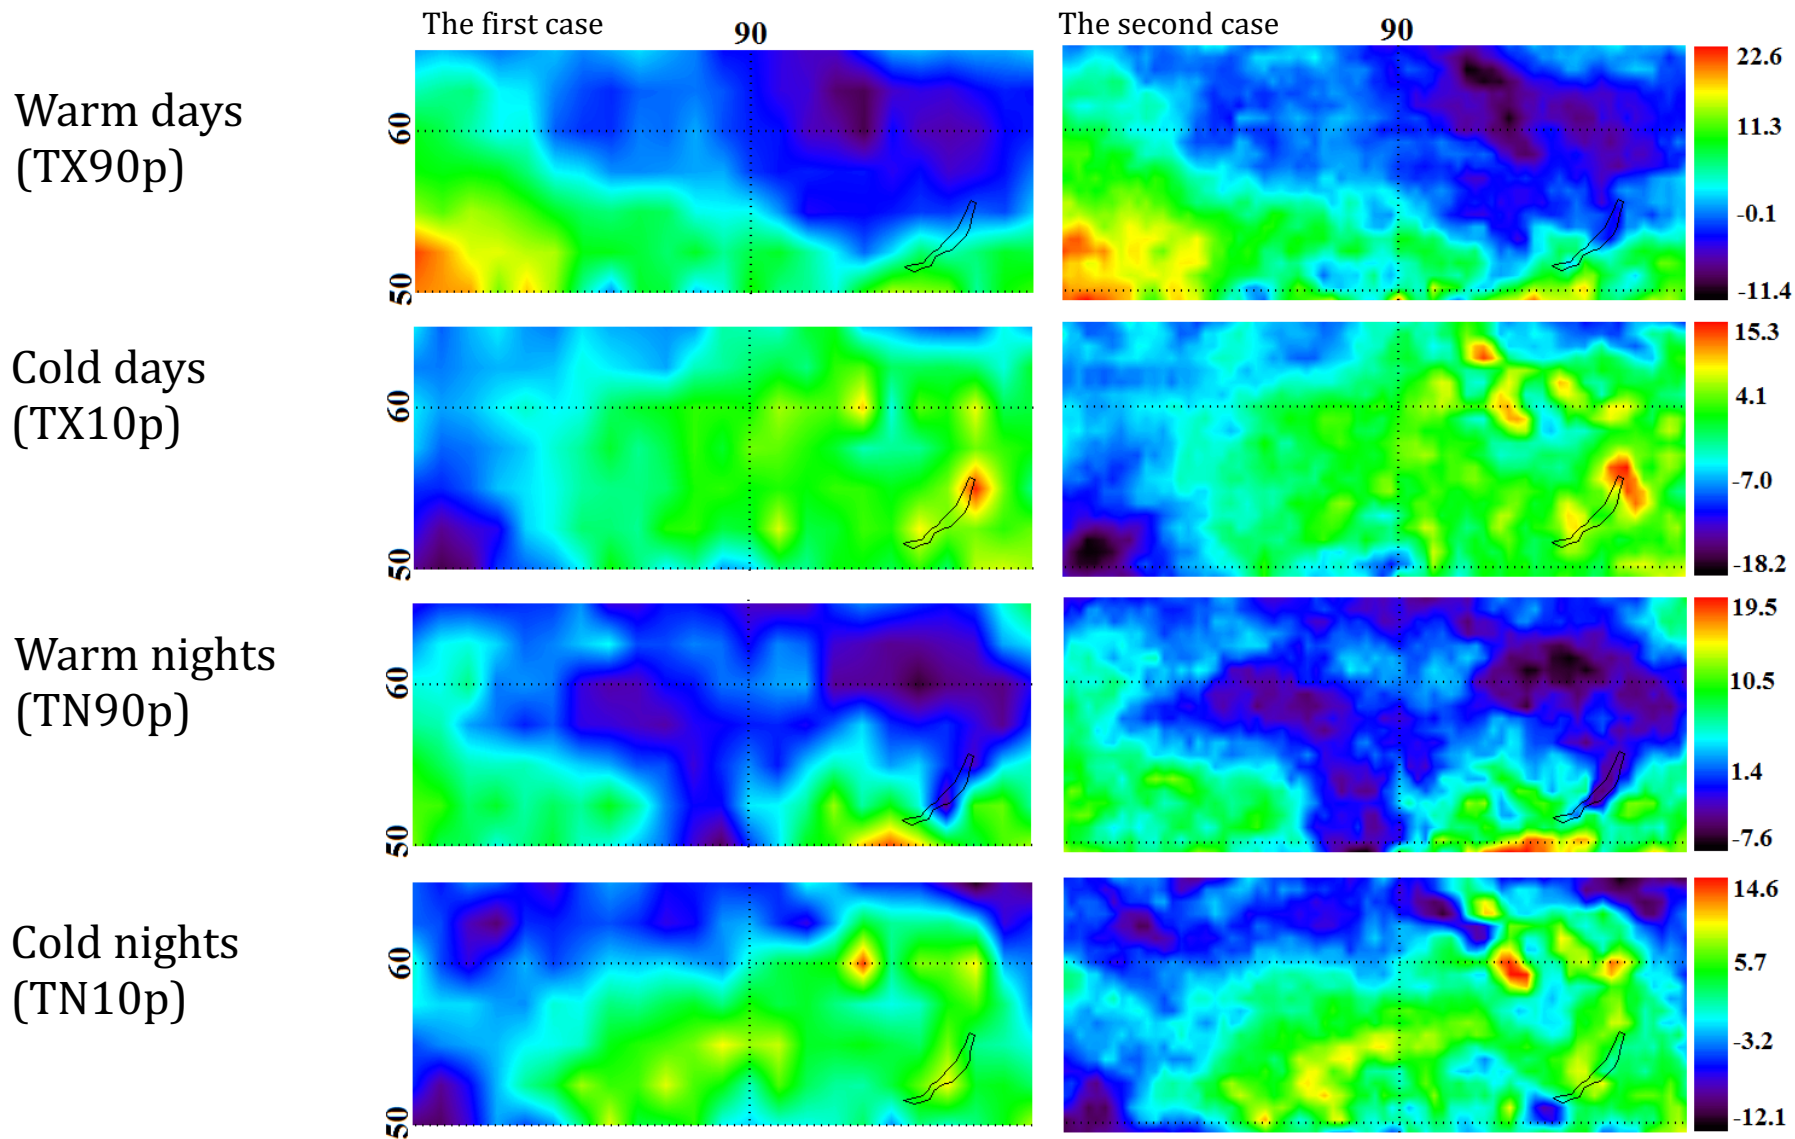 The first case
90
The second case
90
Warm days
(TX90p)
60
50
22.6
11.3
-0.1
-11.4
Cold days
(TX10p)
60
50
15.3
4.1
-7.0
-18.2
Warm nights
(TN90p)
60
50
19.5
10.5
1.4
-7.6
Cold nights
(TN10p)
60
50
14.6
5.7
-3.2
-12.1